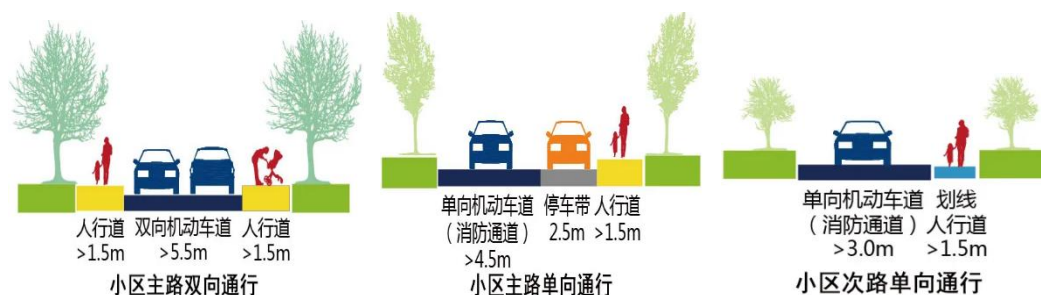 人行道 双向机动车道 人行道
>1.5m >5.5m >1.5m
小区主路双向通行
单向机动车道 停车带 人行道
(消防通道) 2.5m >1.5m
>4.5m
小区主路单向通行
单向机动车道 划线
(消防通道) 人行道
>3.0m >1.5m
小区次路单向通行